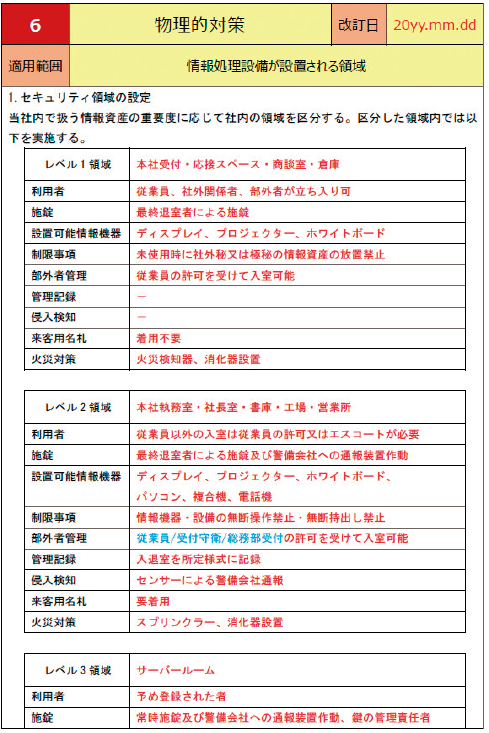 6 物理的対策 改訂日 20yy.mm.dd
適用範囲 情報処理設備が設置される領域
1. セキュリティ領域の設定
当社内で扱う情報資産の重要度に応じて社内の領域を区分する。区分した領域内では以
下を実施する。
レベル1領域 本社受付・応接スペース・商談室・倉庫
利用者 従業員、社外関係者、部外者が立ち入り可
施錠 最終退室者による施錠
設置可能情報機器 ディスプレイ、プロジェクター、ホワイトボード
制限事項 未使用時に社外秘又は極秘の情報資産の放置禁止
部外者管理 従業員の許可を受けて入室可能
管理記録 －
侵入検知 －
来客用名札 着用不要
火災対策 火災検知器、消化器設置
レベル2領域 本社執務室・社長室・書庫・工場・営業所
利用者 従業員以外の入室は従業員の許可又はエスコートが必要
施錠 最終退室者による施錠及び警備会社への通報装置作動
設置可能情報機器 ディスプレイ、プロジェクター、ホワイトボード、
パソコン、複合機、電話機
制限事項 情報機器・設備の無断操作禁止・無断持出し禁止
部外者管理 従業員/受付守衛/総務部受付の許可を受けて入室可能
管理記録 入退室を所定様式に記録
侵入検知 センサーによる警備会社通報
来客用名札 要着用
火災対策 スプリンクラー、消化器設置
レベル3領域 サーバールーム
利用者 予め登録された者
施錠 常時施錠及び警備会社への通報装置作動、鍵の管理責任者